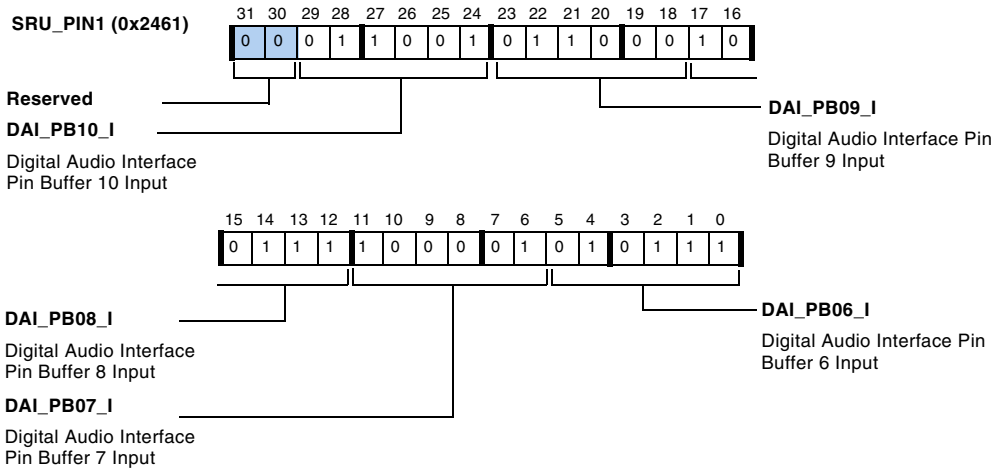 SRU_PIN1 (0x2461)
31 30 29 28 27 26 25 24 23 22 21 20 19 18 17 16
0 0 0 1 1 0 0 1 0 1 1 0 0 0 1 0
Reserved
DAI_PB10_I
Digital Audio Interface
Pin Buffer 10 Input
DAI_PB09_I
Digital Audio Interface Pin
Buffer 9 Input
15 14 13 12 11 10 9 8 7 6 5 4 3 2 1 0
0 1 1 1 1 0 0 0 0 1 0 1 0 1 1 1
DAI_PB08_I
Digital Audio Interface
Pin Buffer 8 Input
DAI_PB06_I
Digital Audio Interface Pin
Buffer 6 Input
DAI_PB07_I
Digital Audio Interface
Pin Buffer 7 Input